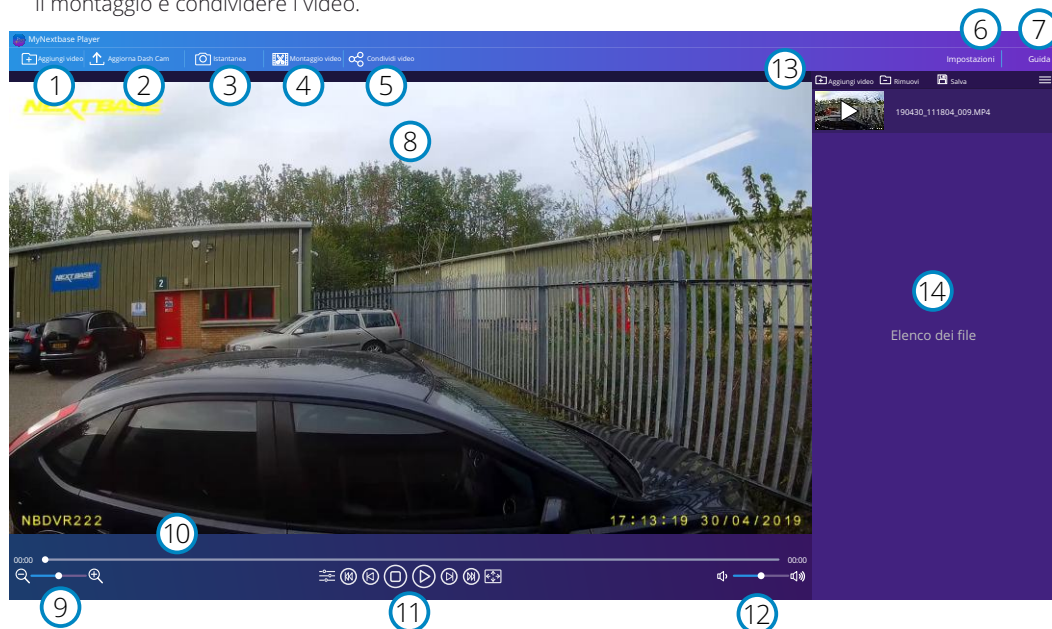 il montaggio e condividere i video.
6 7
MyNextbase Player
Aggiungi video Aggiorna Dash Cam Istantanea Montaggio video Condividi video Impostazioni Guida
1 2 3 4 5 13
Aggiungi video Rimuovi Salva
NEXTBASE
190430_111804_009.MP4
8
NEXTBASE
2
14
Elenco dei file
NBDVR222 17:13:19 30/04/2019
10
00:00 00:00
9 11 12